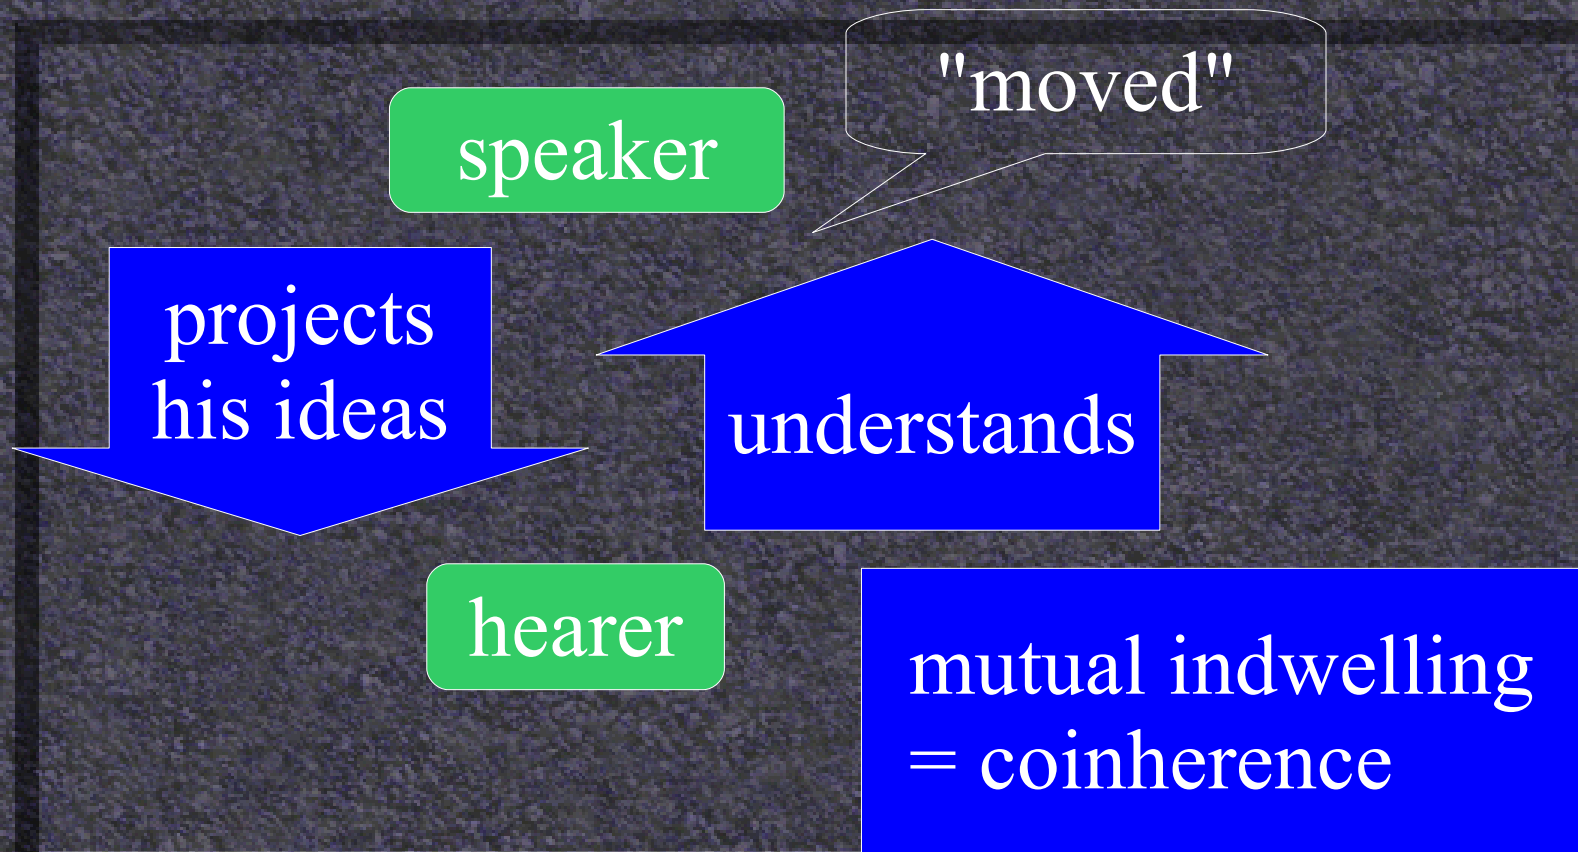 "moved"
speaker
projects
his ideas
understands
hearer
mutual indwelling
= coinherence